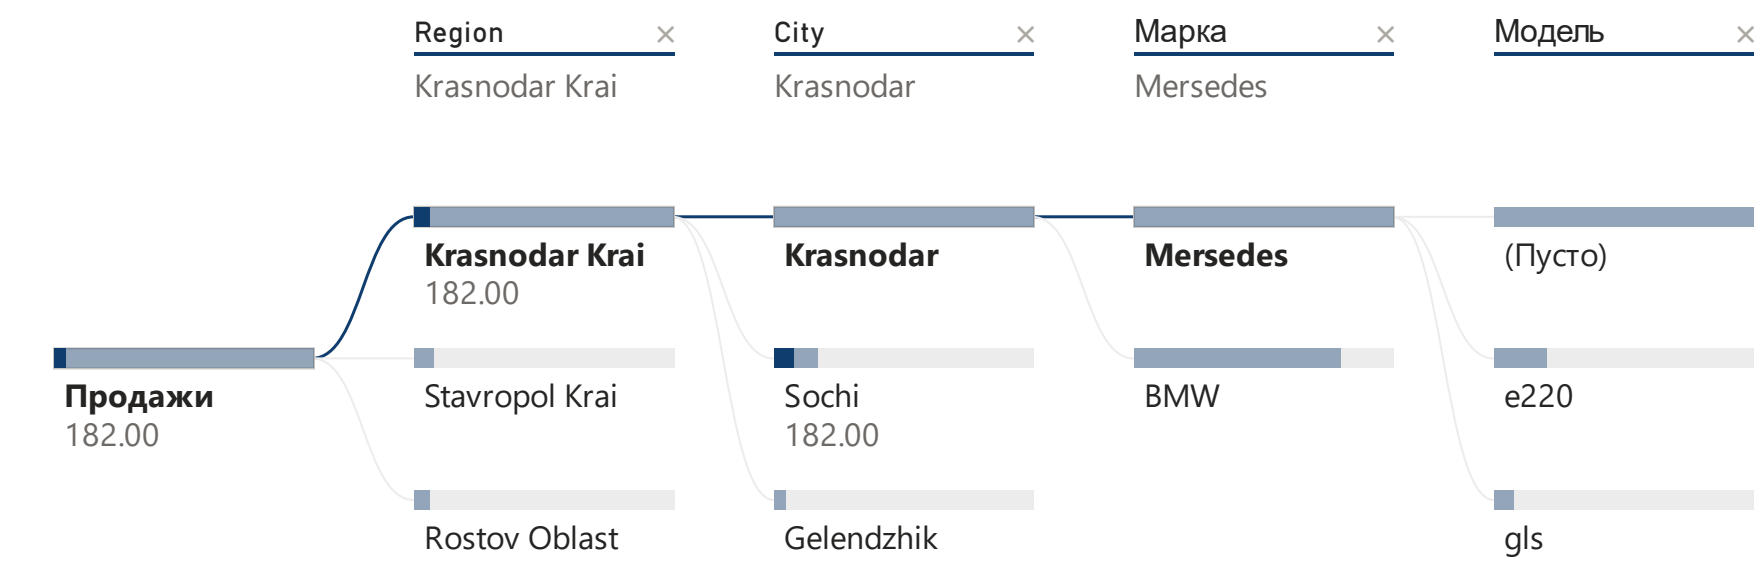 Region × City × Марка × Модель ×
Krasnodar Krai Krasnodar Mersedes
Krasnodar Krai Krasnodar Mersedes (Пусто)
182.00
Продажи Stavropol Krai Sochi BMW e220
182.00 182.00
Rostov Oblast Gelendzhik gls